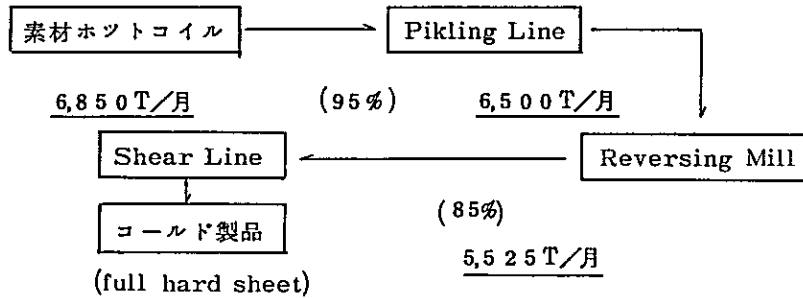 素材ホットコイル
Pikling Line
6,850T/月
(95%)
6,500T/月
Shear Line
Reversing Mill
(85%)
コールド製品
5,525T/月
(full hard sheet)